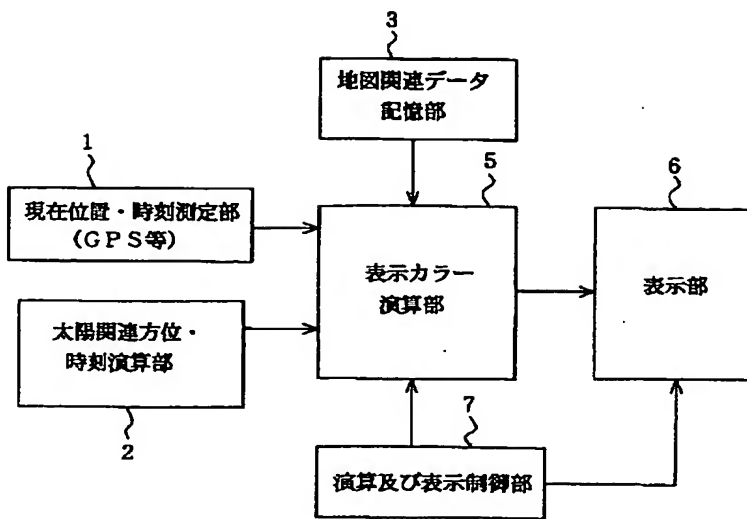 3
地図関連データ
記憶部
1
現在位置・時刻測定部
（ＧＰＳ等）
5
表示カラー
演算部
6
表示部
太陽関連方位・
時刻演算部
2
7
演算及び表示制御部